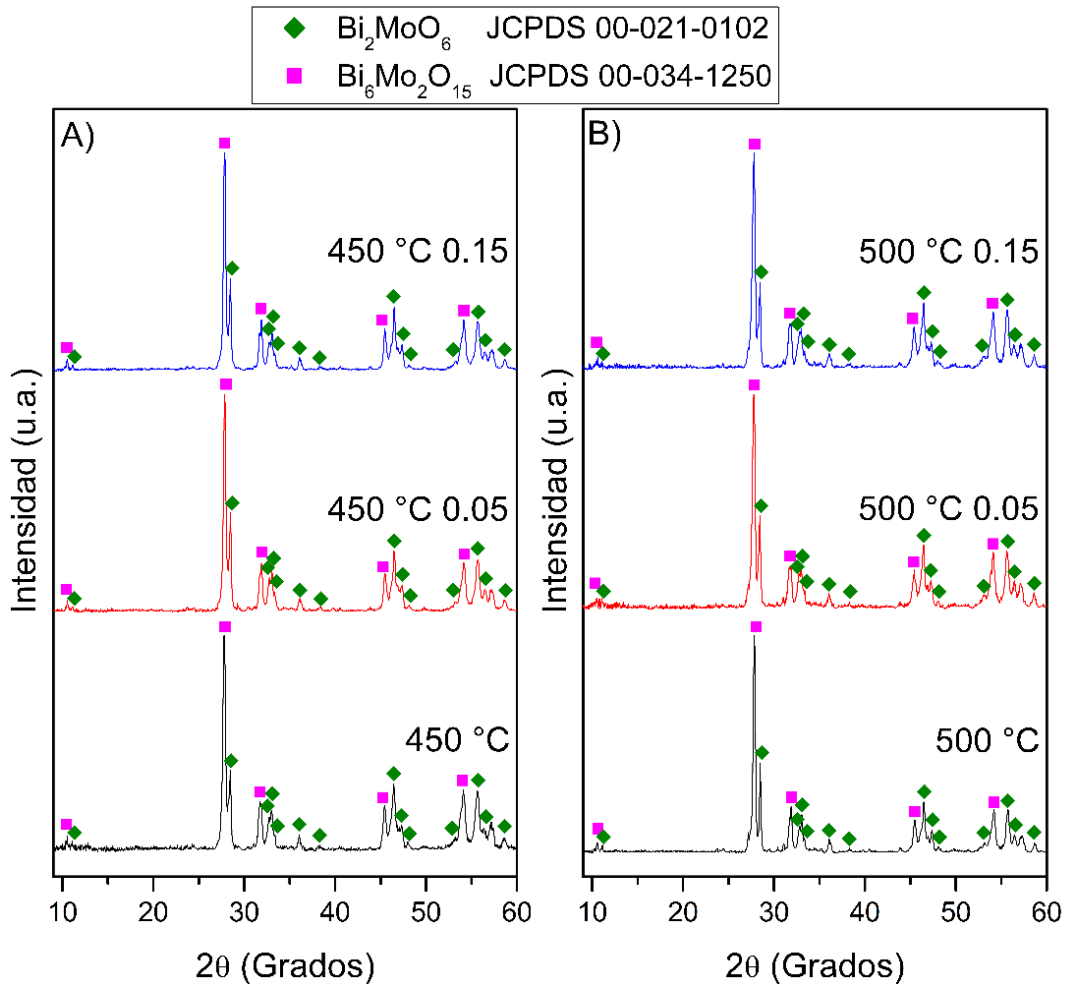 Bi₂MoO₆ JCPDS 00-021-0102
Bi₆Mo₂O₁₅ JCPDS 00-034-1250
A)
450 °C 0.15
450 °C 0.05
450 °C
Intensidad (u.a.)
10 20 30 40 50 60
2θ (Grados)
B)
500 °C 0.15
500 °C 0.05
500 °C
Intensidad (u.a.)
10 20 30 40 50 60
2θ (Grados)